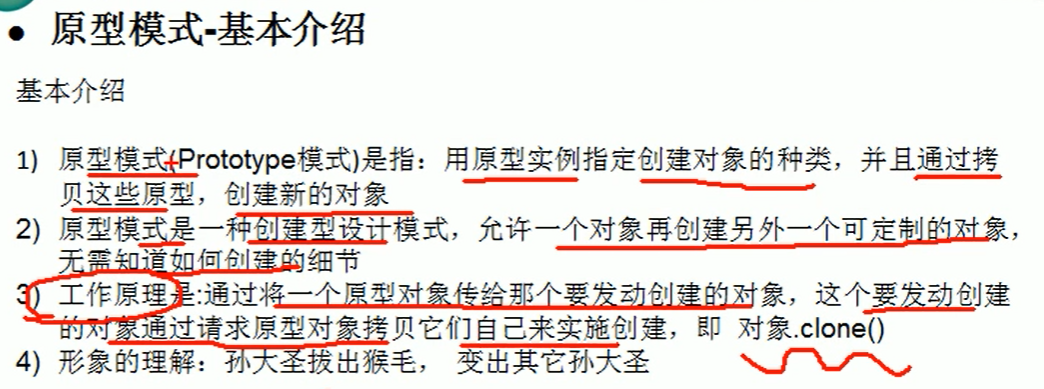 ● 原型模式-基本介绍
基本介绍
1) 原型模式(Prototype模式)是指：用原型实例指定创建对象的种类，并且通过拷
贝这些原型，创建新的对象
2) 原型模式是一种创建型设计模式，允许一个对象再创建另外一个可定制的对象，
无需知道如何创建的细节
3) 工作原理是:通过将一个原型对象传给那个要发动创建的对象，这个要发动创建
的对象通过请求原型对象拷贝它们自己来实施创建，即 对象.clone()
4) 形象的理解：孙大圣拔出猴毛， 变出其它孙大圣